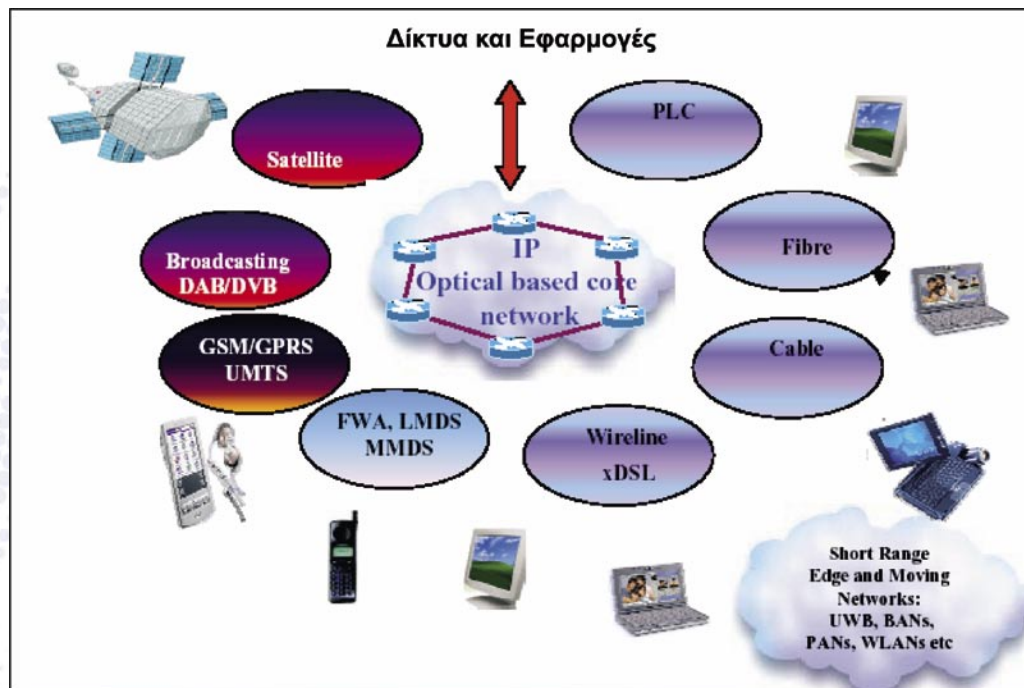 Δίκτυα και Εφαρμογές
Satellite
PLC
Broadcasting
DAB/DVB
IP
Optical based core
network
Fibre
GSM/GPRS
UMTS
Cable
FWA, LMDS
MMDS
Wireline
xDSL
Short Range
Edge and Moving
Networks:
UWB, BANs,
PANs, WLANs etc